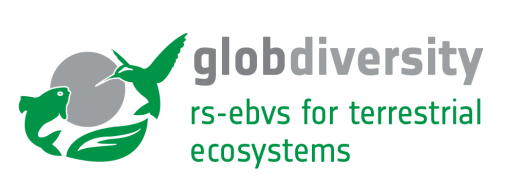 globdiversity
rs-ebvs for terrestrial
ecosystems